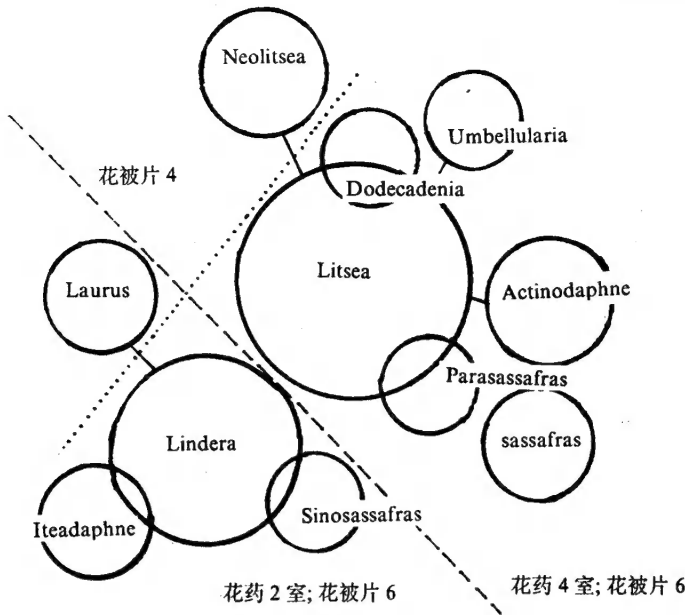 Neolitsea
Umbellularia
花被片 4
Dodecadenia
Litsea
Laurus
Actinodaphne
Parasassafras
Lindera
sassafras
Sinosassafras
Iteadaphne
花药 2 室; 花被片 6
花药 4 室; 花被片 6